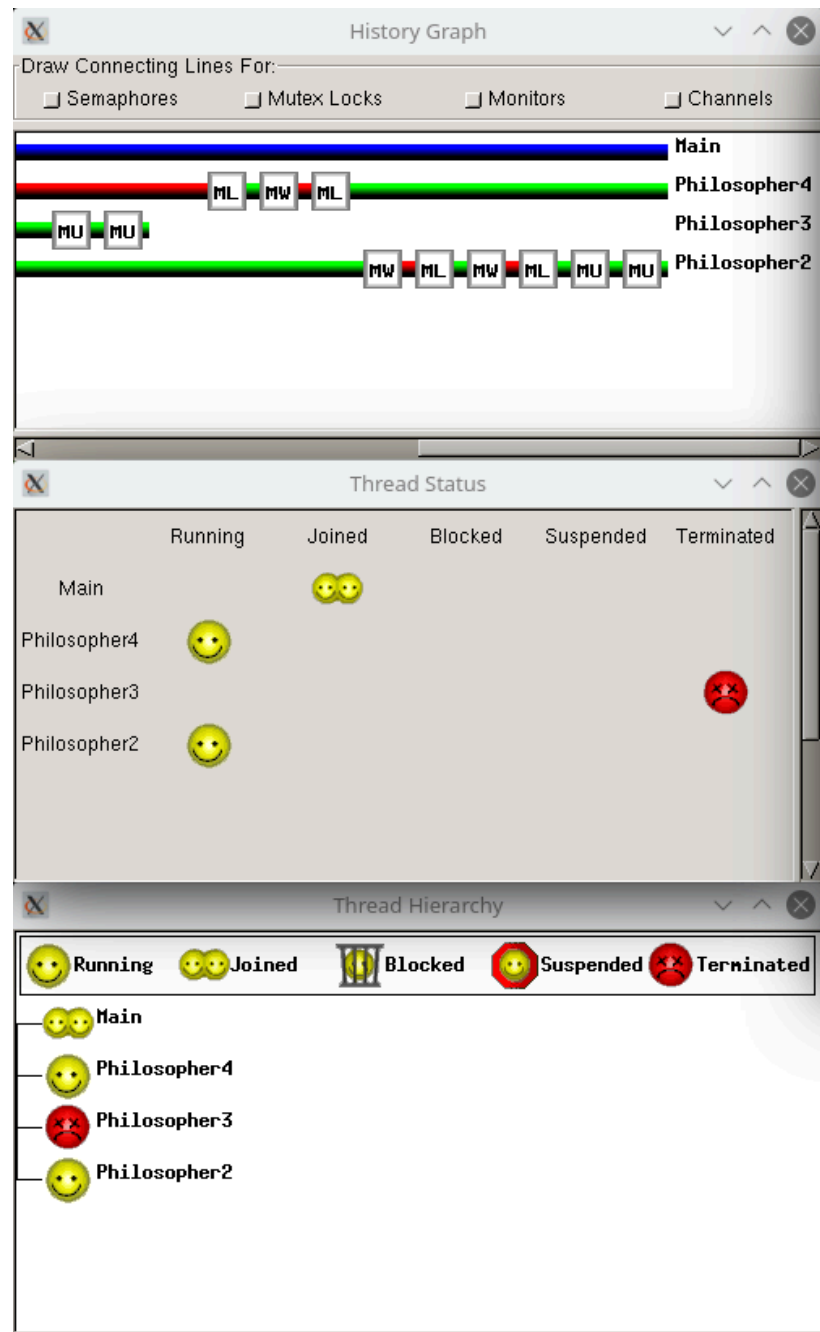 History Graph
Draw Connecting Lines For:
Semaphores Mutex Locks Monitors Channels
Main
ML MW ML Philosopher4
MU MU Philosopher3
MW ML MW ML MU MU Philosopher2
Thread Status
Running Joined Blocked Suspended Terminated
Main
Philosopher4
Philosopher3
Philosopher2
Thread Hierarchy
Running Joined Blocked Suspended Terminated
Main
Philosopher4
Philosopher3
Philosopher2